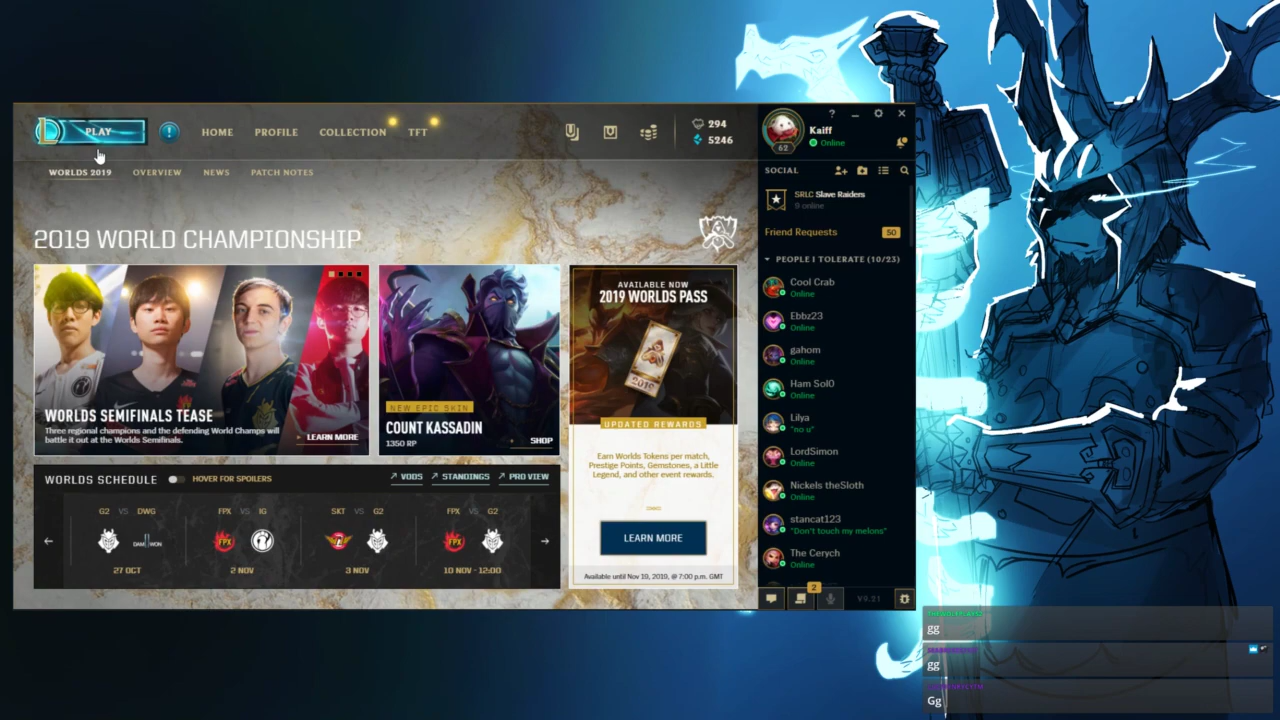 PLAY
HOME
PROFILE
COLLECTION
TFT
294
5246
WORLDS 2019
OVERVIEW
NEWS
PATCH NOTES
2019 WORLD CHAMPIONSHIP
WORLDS SEMIFINALS TEASE
Three regional champions and the defending World Champs will
battle it out at the Worlds Semifinals.
LEARN MORE
NEW EPIC SKIN
COUNT KASSADIN
1350 RP
SHOP
AVAILABLE NOW
2019 WORLDS PASS
2019
UPDATED REWARDS
Earn Worlds Tokens per match,
Prestige Points, Gemstones, a Little
Legend, and other event rewards.
LEARN MORE
Available until Nov 19, 2019, @ 7:00 p.m. GMT
WORLDS SCHEDULE
HOVER FOR SPOILERS
VODS
STANDINGS
PRO VIEW
G2 VS DWG
FPX VS IG
SKT VS G2
FPX VS G2
27 OCT
2 NOV
3 NOV
10 NOV - 12:00
?
62
Kaiff
Online
SOCIAL
SRLC Slave Raiders
9 online
Friend Requests
50
PEOPLE I TOLERATE (10/23)
Cool Crab
Online
Ebbz23
Online
gahom
Online
Ham Sol0
Online
Lilya
"no u"
LordSimon
Online
Nickels theSloth
Online
stancat123
"Don't touch my melons"
The Cerych
Online
2
V9.21
gg
gg
Gg